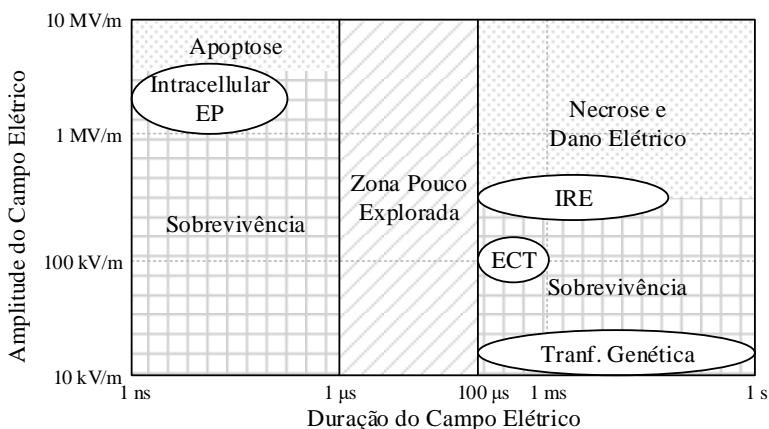 10 MV/m
Apoptose
Intracellular
EP
Necrose e
Dano Elétrico
1 MV/m
Zona Pouco
Explorada
IRE
Sobrevivência
ECT
100 kV/m
Sobrevivência
Tranf. Genética
10 kV/m
1 ns
1 μs
100 μs
1 ms
1 s
Duração do Campo Elétrico
Amplitude do Campo Elétrico